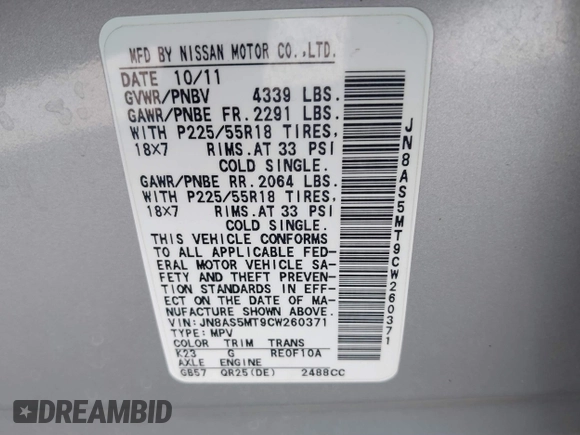 MFD BY NISSAN MOTOR CO.,LTD.
DATE 10/11
GVWR/PNBV 4339 LBS.
GAWR/PNBE FR.2291 LBS.
WITH P225/55R18 TIRES,
18X7 RIMS.AT 33 PSI
COLD SINGLE.
GAWR/PNBE RR.2064 LBS.
WITH P225/55R18 TIRES,
18X7 RIMS.AT 33 PSI
COLD SINGLE.
THIS VEHICLE CONFORMS
TO ALL APPLICABLE FED-
ERAL MOTOR VEHICLE SA-
FETY AND THEFT PREVEN-
TION STANDARDS IN EFF-
ECT ON THE DATE OF MA-
NUFACTURE SHOWN ABOVE.
VIN: JN8AS5MT9CW260371
TYPE: MPV
COLOR TRIM TRANS
K23 G RE0F10A
AXLE ENGINE
GB57 QR25(DE) 2488CC
JN8AS5MT9CW260371
DREAMBID